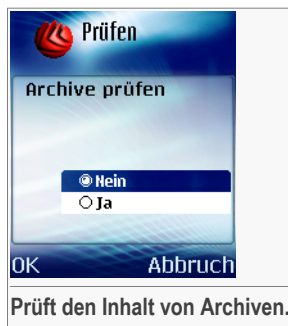 Prüfen
Archive prüfen
Nein
Ja
OK Abbruch
Prüft den Inhalt von Archiven.